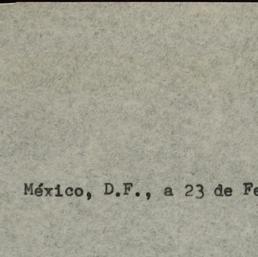 México, D.F., a 23 de Fe